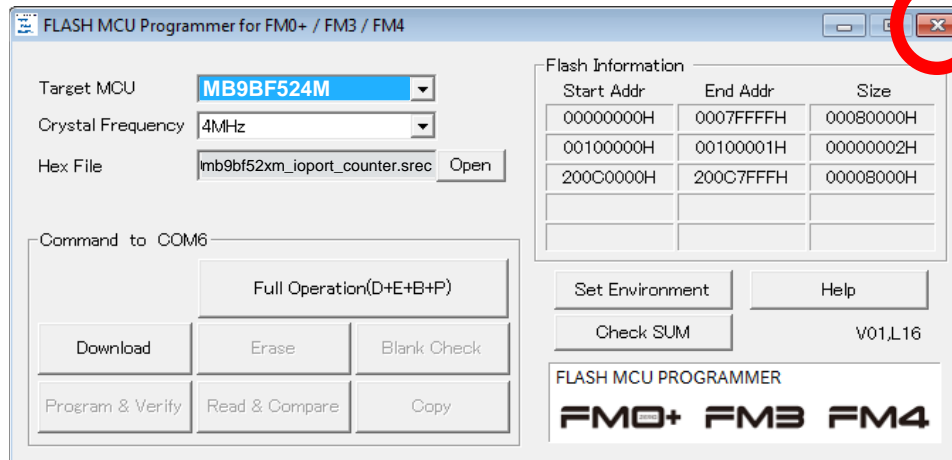 FLASH MCU Programmer for FM0+ / FM3 / FM4
Target MCU
MB9BF524M
Crystal Frequency
4MHz
Hex File
mb9bf52xm_ioport_counter.srec
Open
Command to COM6
Full Operation(D+E+B+P)
Download
Erase
Blank Check
Program & Verify
Read & Compare
Copy
Flash Information
Start Addr End Addr Size
00000000H 0007FFFFH 00080000H
00100000H 00100001H 00000002H
200C0000H 200C7FFFH 00008000H
Set Environment
Help
Check SUM
V01,L16
FLASH MCU PROGRAMMER
FM0+ FM3 FM4